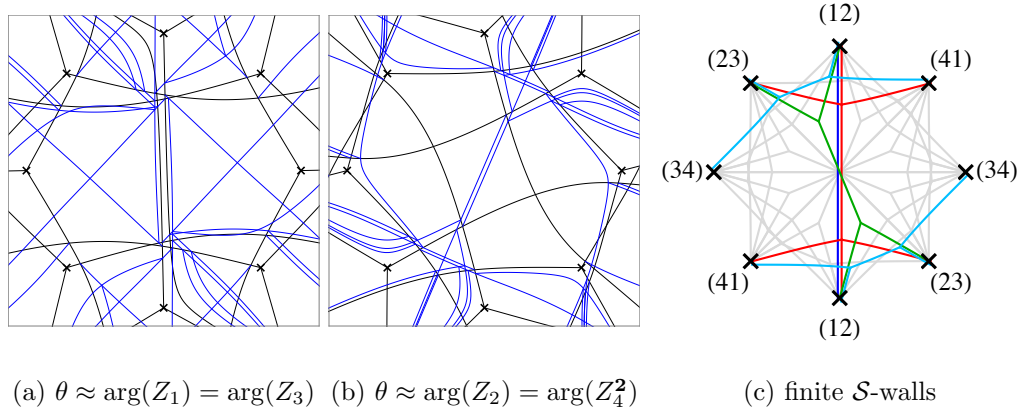 (12)
(23)
(41)
(34)
(34)
(41)
(23)
(12)
(a) θ ≈ arg(Z₁) = arg(Z₃)
(b) θ ≈ arg(Z₂) = arg(Z₄²)
(c) finite 𝒮-walls